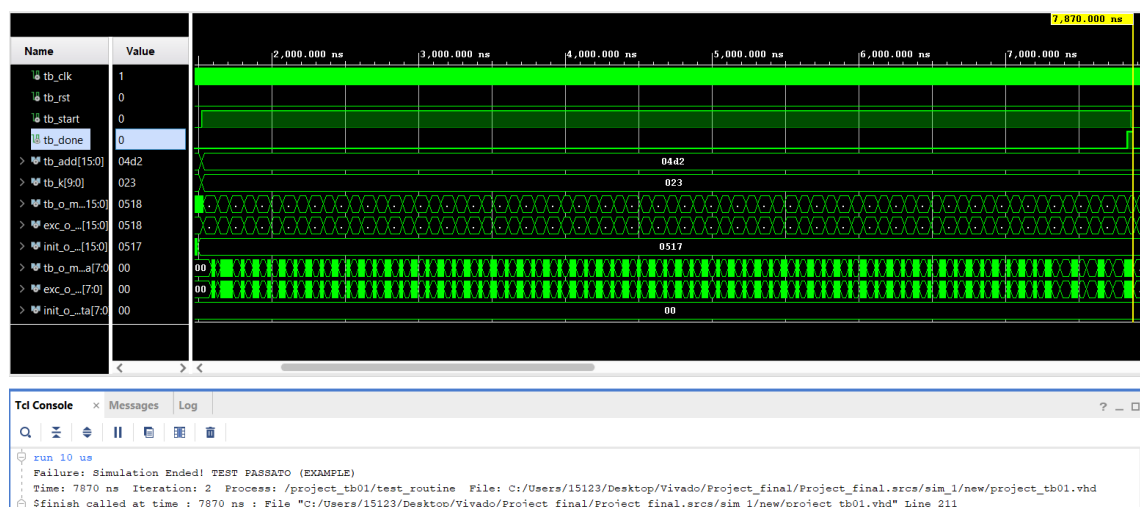 7,870.000 ns
Name Value
2,000.000 ns 3,000.000 ns 4,000.000 ns 5,000.000 ns 6,000.000 ns 7,000.000 ns
tb_clk 1
tb_rst 0
tb_start 0
tb_done 0
> tb_add[15:0] 04d2 04d2
> tb_k[9:0] 023 023
> tb_o_m...15:0] 0518
> exc_o_...[15:0] 0518
> init_o_...[15:0] 0517 0517
> tb_o_m...a[7:0] 00 00
> exc_o_...[7:0] 00 00
> init_o_...ta[7:0] 00 00
Tcl Console × Messages Log ? _
run 10 us
Failure: Simulation Ended! TEST PASSATO (EXAMPLE)
Time: 7870 ns Iteration: 2 Process: /project_tb01/test_routine File: C:/Users/15123/Desktop/Vivado/Project_final/Project_final.srcs/sim_1/new/project_tb01.vhd
$finish called at time : 7870 ns : File "C:/Users/15123/Desktop/Vivado/Project_final/Project_final.srcs/sim_1/new/project_tb01.vhd" Line 211